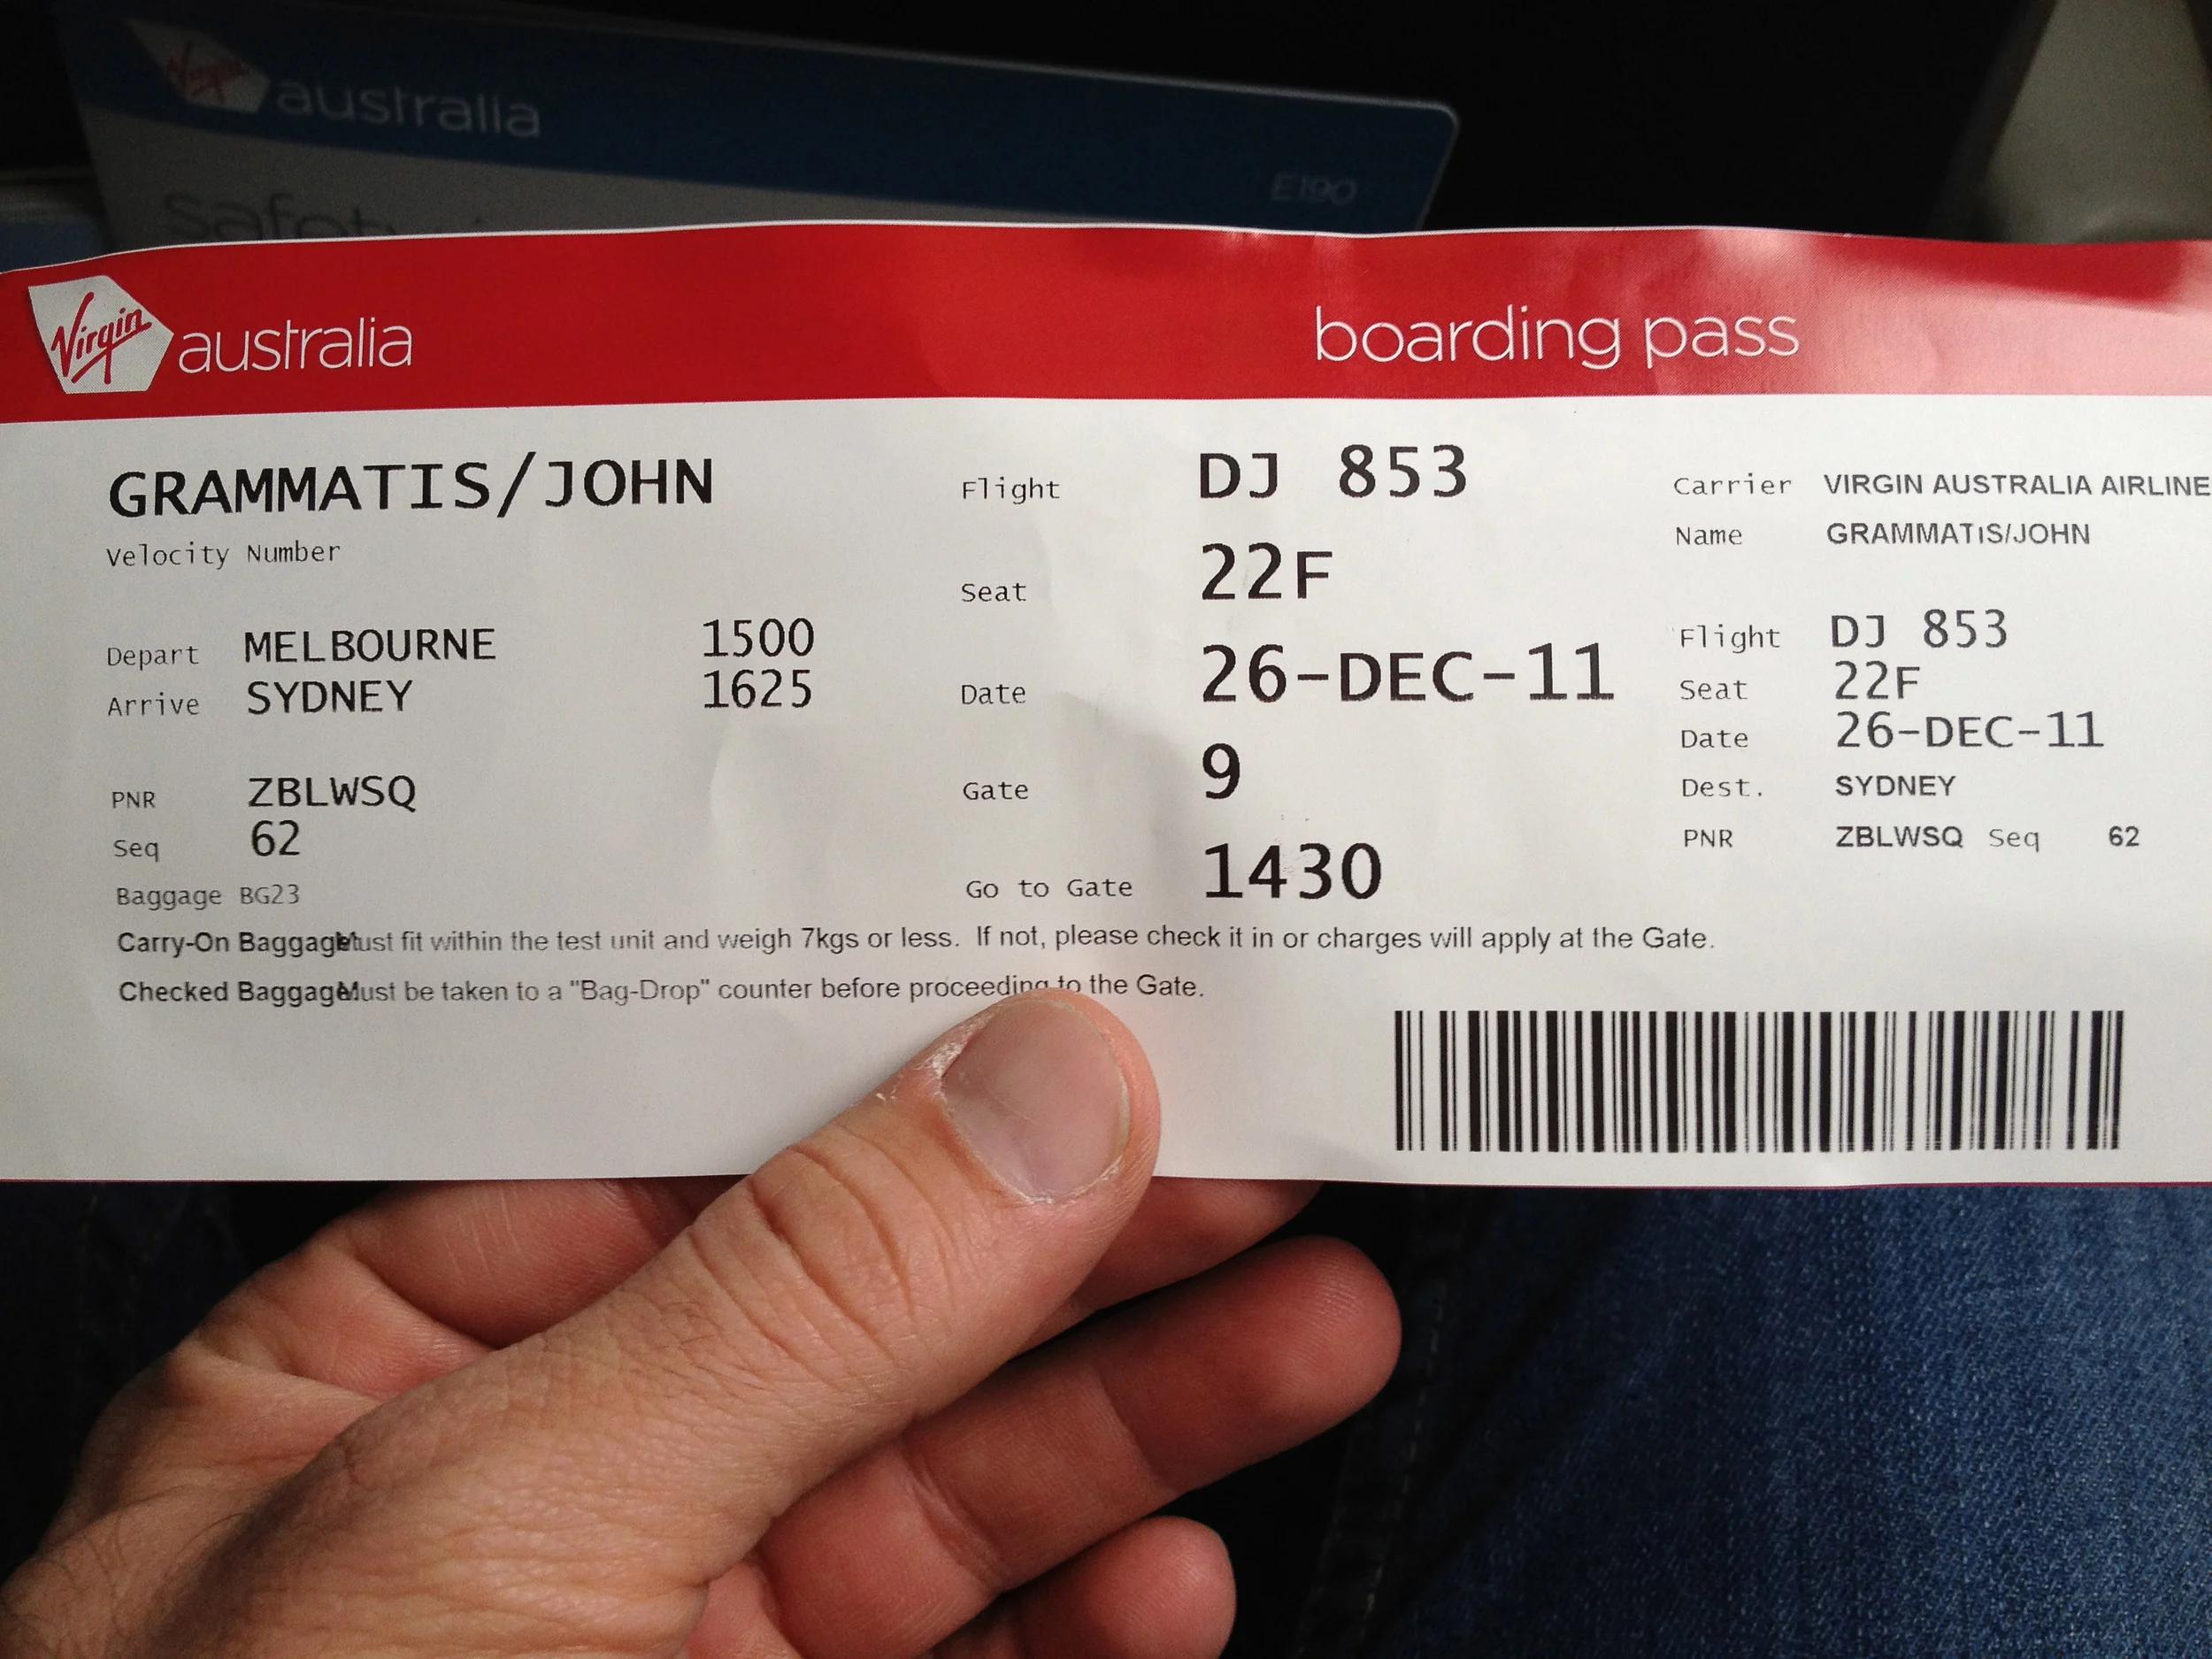 Virgin australia
E190
safety
Virgin australia boarding pass
GRAMMATIS/JOHN
Velocity Number
Depart MELBOURNE 1500
Arrive SYDNEY 1625
PNR ZBLWSQ
Seq 62
Baggage BG23
Flight DJ 853
Seat 22F
Date 26-DEC-11
Gate 9
Go to Gate 1430
Carrier VIRGIN AUSTRALIA AIRLINE
Name GRAMMATIS/JOHN
Flight DJ 853
Seat 22F
Date 26-DEC-11
Dest. SYDNEY
PNR ZBLWSQ Seq 62
Carry-On Baggage Must fit within the test unit and weigh 7kgs or less. If not, please check it in or charges will apply at the Gate.
Checked Baggage Must be taken to a "Bag-Drop" counter before proceeding to the Gate.